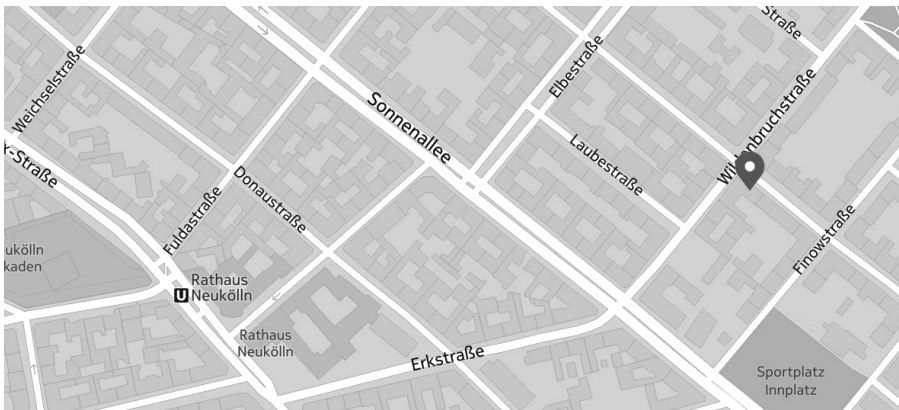 Straße
Weichselstraße
Elbestraße
Sonnenallee
Laubestraße
Donaustraße
Fuldastraße
Finowstraße
Rathaus
Neukölln
Rathaus
Neukölln
Erkstraße
Sportplatz
Innplatz